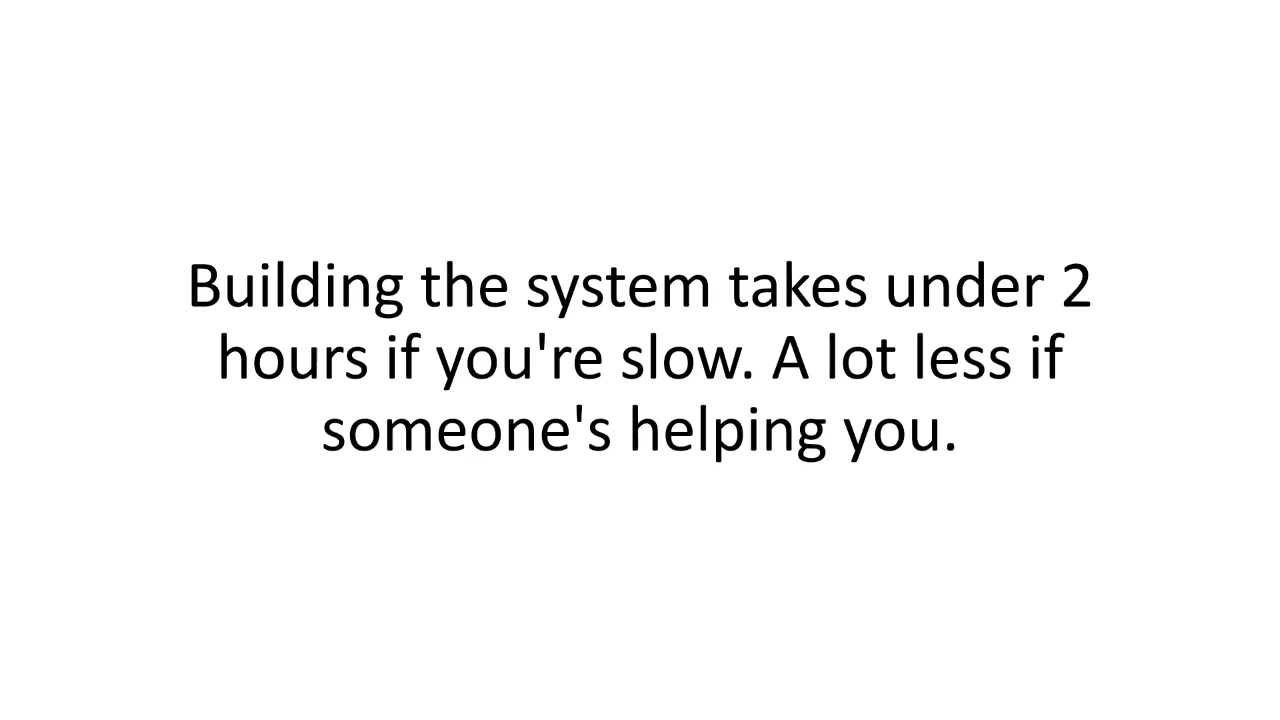 Building the system takes under 2
hours if you're slow. A lot less if
someone's helping you.